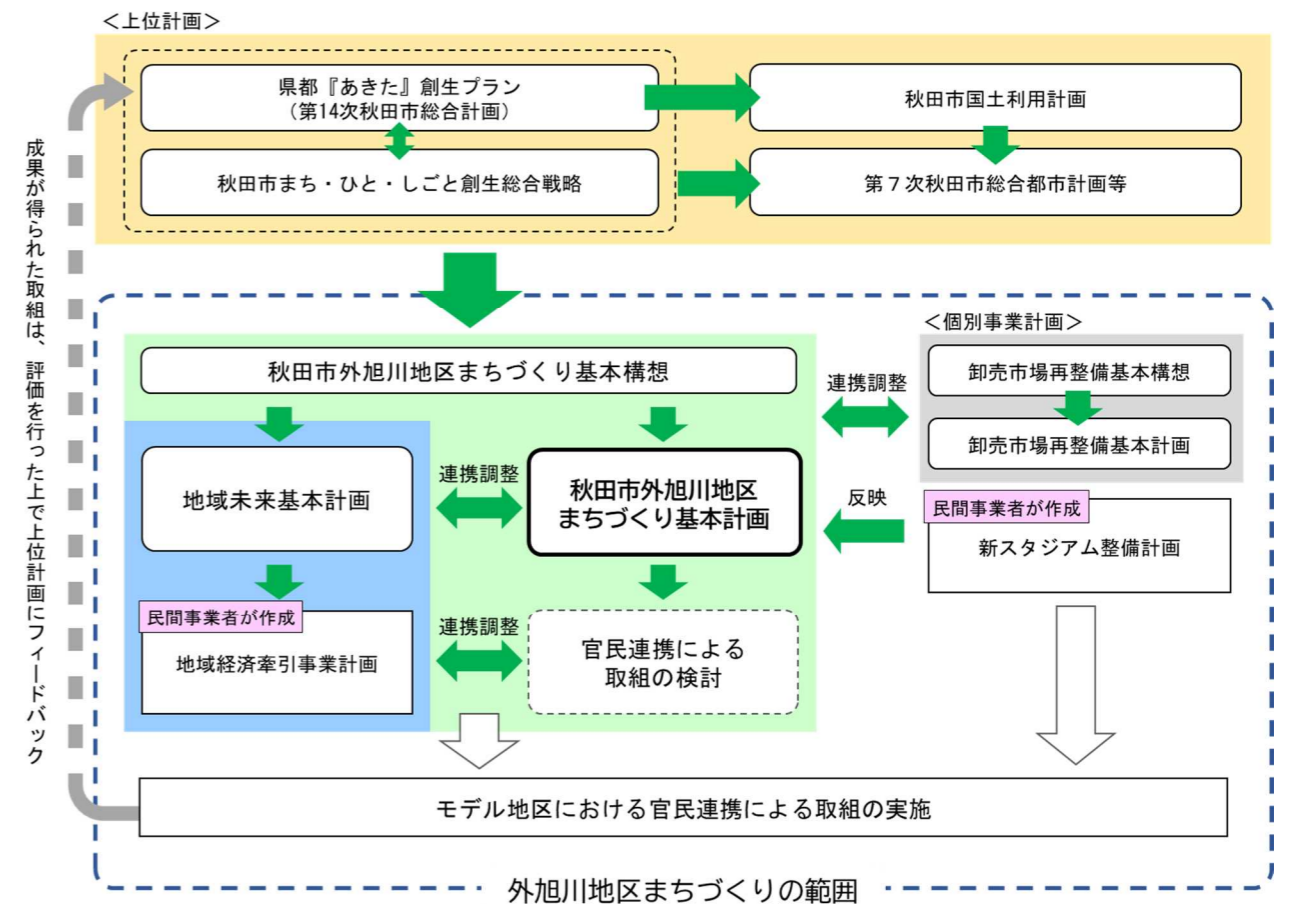 ＜上位計画＞
県都『あきた』創生プラン
（第14次秋田市総合計画）
秋田市国土利用計画
秋田市まち・ひと・しごと創生総合戦略
第７次秋田市総合都市計画等
成果が得られた取組は、評価を行った上で上位計画にフィードバック
＜個別事業計画＞
秋田市外旭川地区まちづくり基本構想
連携調整
卸売市場再整備基本構想
卸売市場再整備基本計画
地域未来基本計画
連携調整
秋田市外旭川地区
まちづくり基本計画
反映
民間事業者が作成
新スタジアム整備計画
民間事業者が作成
地域経済牽引事業計画
連携調整
官民連携による
取組の検討
モデル地区における官民連携による取組の実施
外旭川地区まちづくりの範囲